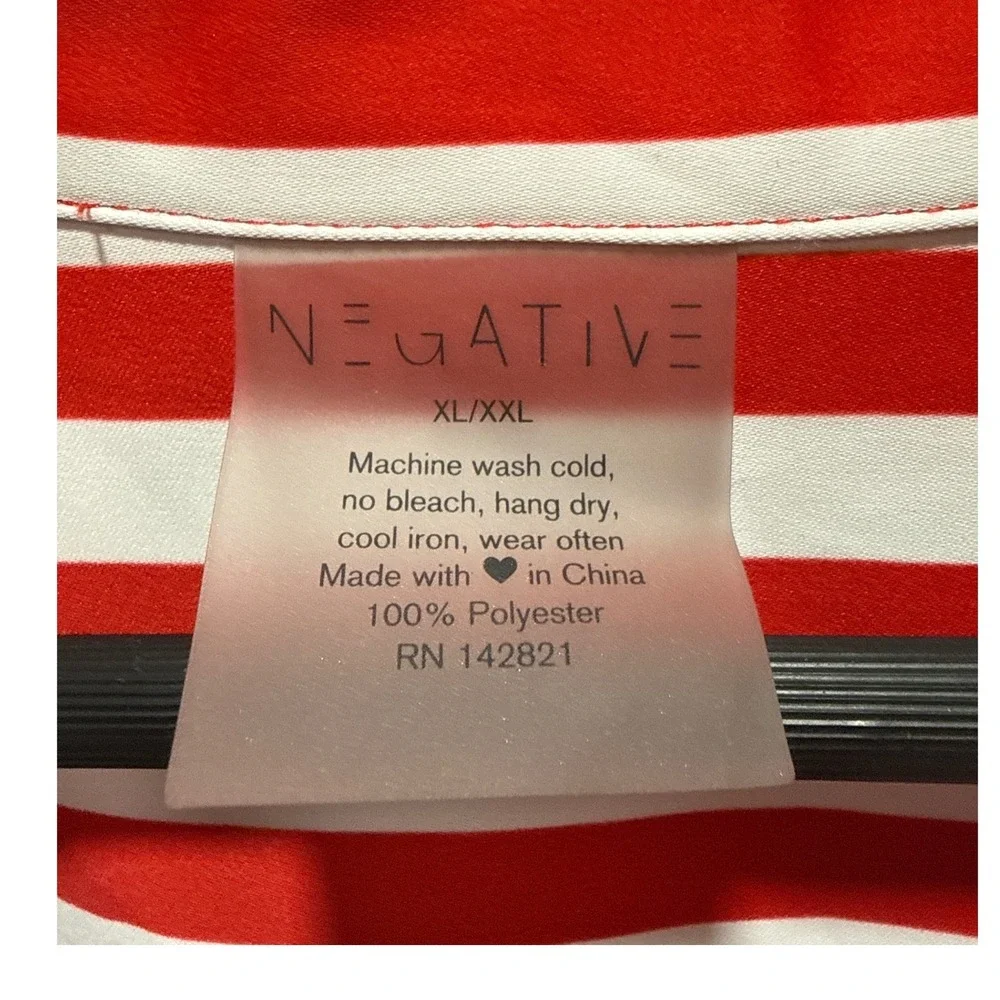 NEGATIVE
XL/XXL
Machine wash cold,
no bleach, hang dry,
cool iron, wear often
Made with ♥ in China
100% Polyester
RN 142821